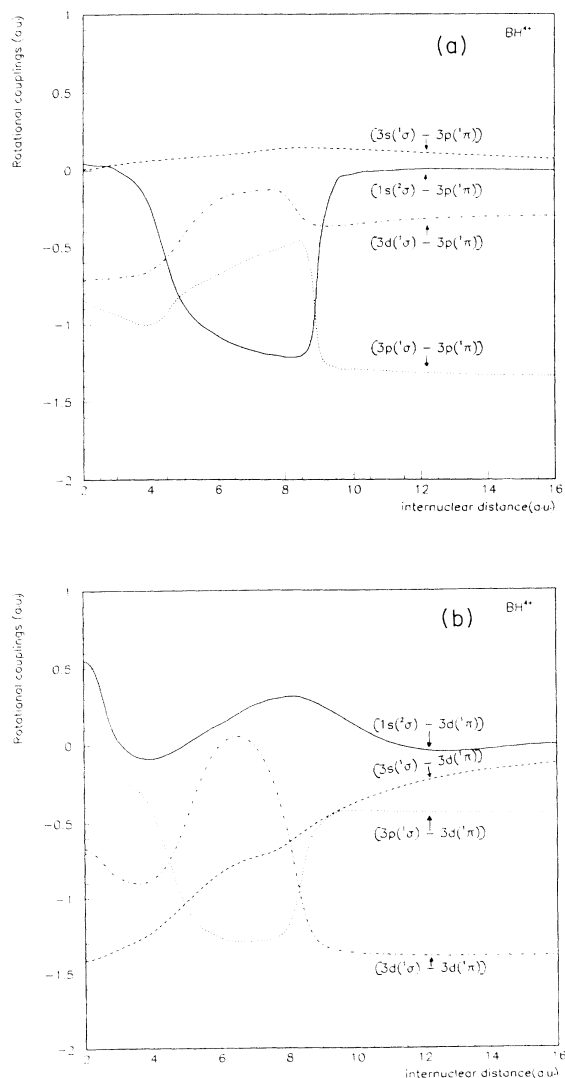 1
(a)
BH⁴⁺
Rotational couplings (a.u)
0.5
(3s(¹σ) − 3p(¹π))
0
(1s(²σ) − 3p(¹π))
−0.5
(3d(¹σ) − 3p(¹π))
−1
(3p(¹σ) − 3p(¹π))
−1.5
−2
2 4 6 8 10 12 14 16
internuclear distance(a.u.)
1
(b)
BH⁴⁺
Rotational couplings (a.u)
0.5
(1s(²σ) − 3d(¹π))
0
(3s(¹σ) − 3d(¹π))
−0.5
(3p(¹σ) − 3d(¹π))
−1
(3d(¹σ) − 3d(¹π))
−1.5
−2
2 4 6 8 10 12 14 16
internuclear distance(a.u.)